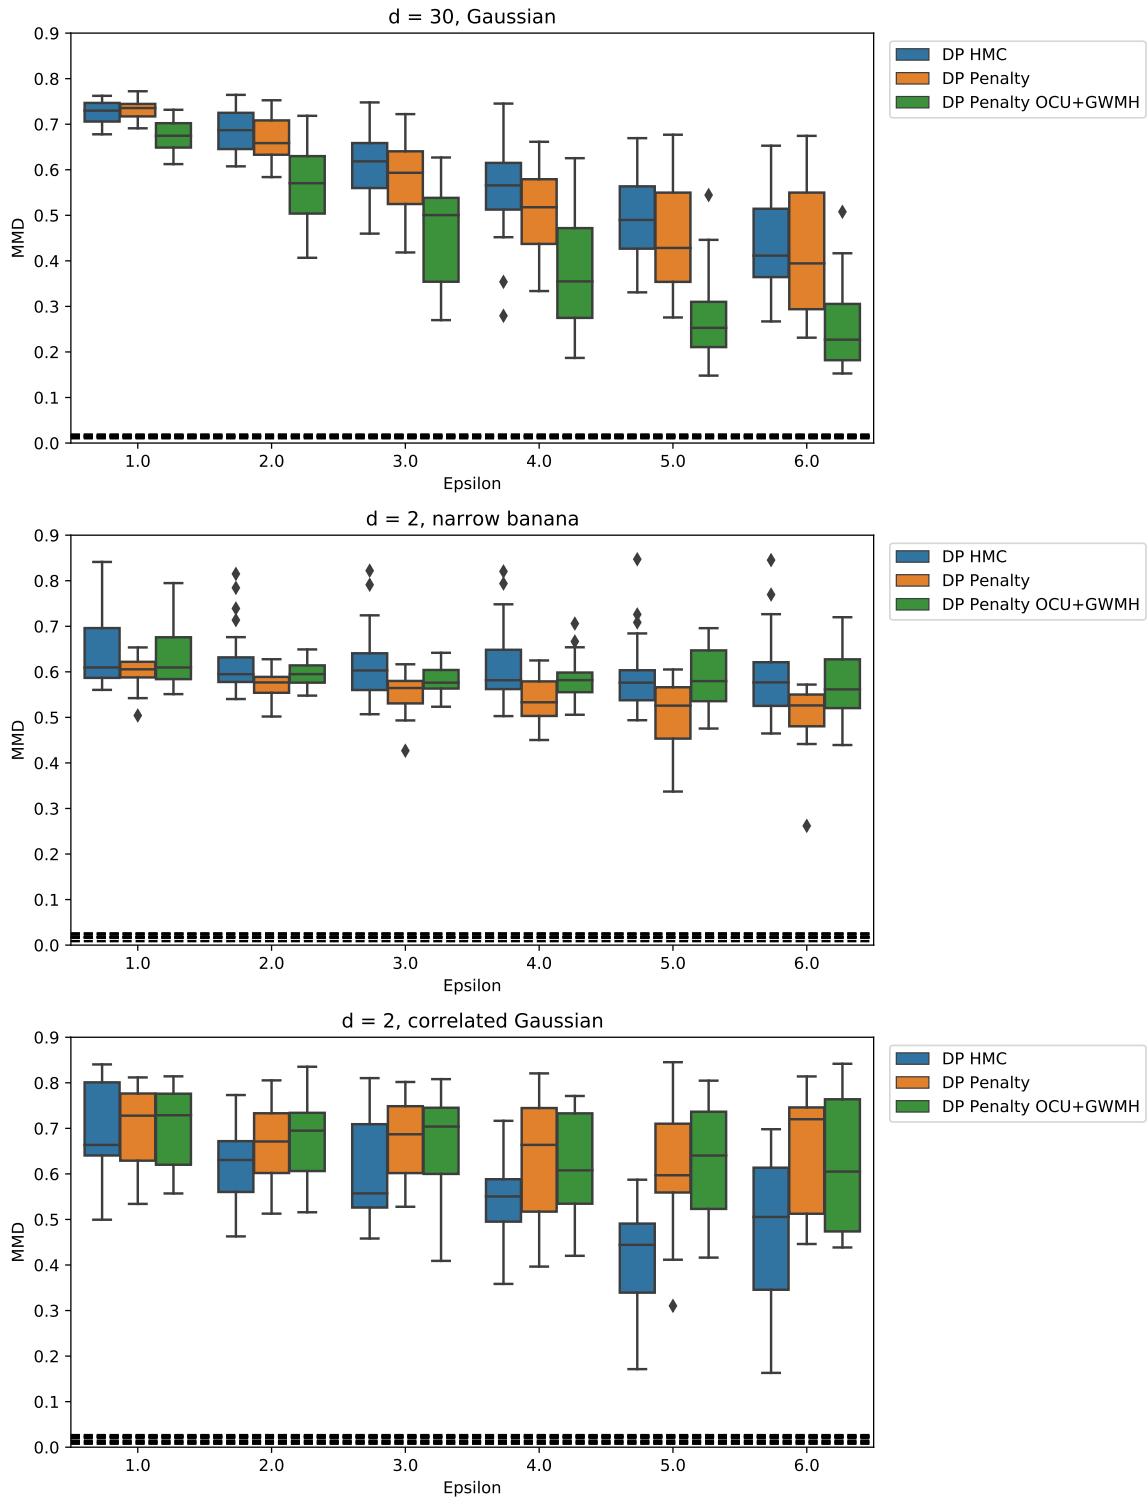 d = 30, Gaussian
0.9
0.8
0.7
0.6
0.5
0.4
0.3
0.2
0.1
0.0
MMD
1.0 2.0 3.0 4.0 5.0 6.0
Epsilon
DP HMC
DP Penalty
DP Penalty OCU+GWMH
d = 2, narrow banana
0.9
0.8
0.7
0.6
0.5
0.4
0.3
0.2
0.1
0.0
MMD
1.0 2.0 3.0 4.0 5.0 6.0
Epsilon
DP HMC
DP Penalty
DP Penalty OCU+GWMH
d = 2, correlated Gaussian
0.9
0.8
0.7
0.6
0.5
0.4
0.3
0.2
0.1
0.0
MMD
1.0 2.0 3.0 4.0 5.0 6.0
Epsilon
DP HMC
DP Penalty
DP Penalty OCU+GWMH